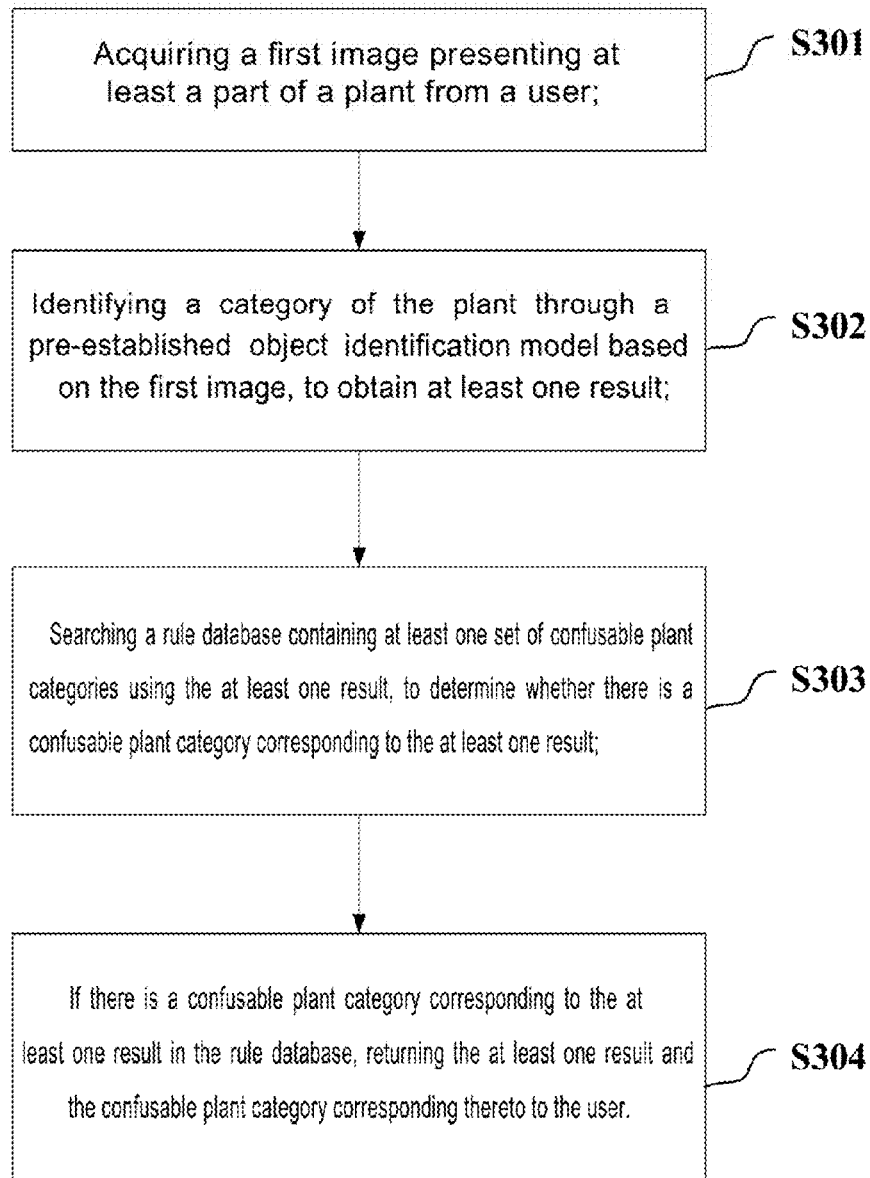 Acquiring a first image presenting at
least a part of a plant from a user;
S301
Identifying a category of the plant through a
pre-established object identification model based
on the first image, to obtain at least one result;
S302
Searching a rule database containing at least one set of confusable plant
categories using the at least one result, to determine whether there is a
confusable plant category corresponding to the at least one result;
S303
If there is a confusable plant category corresponding to the at
least one result in the rule database, returning the at least one result and
the confusable plant category corresponding thereto to the user.
S304